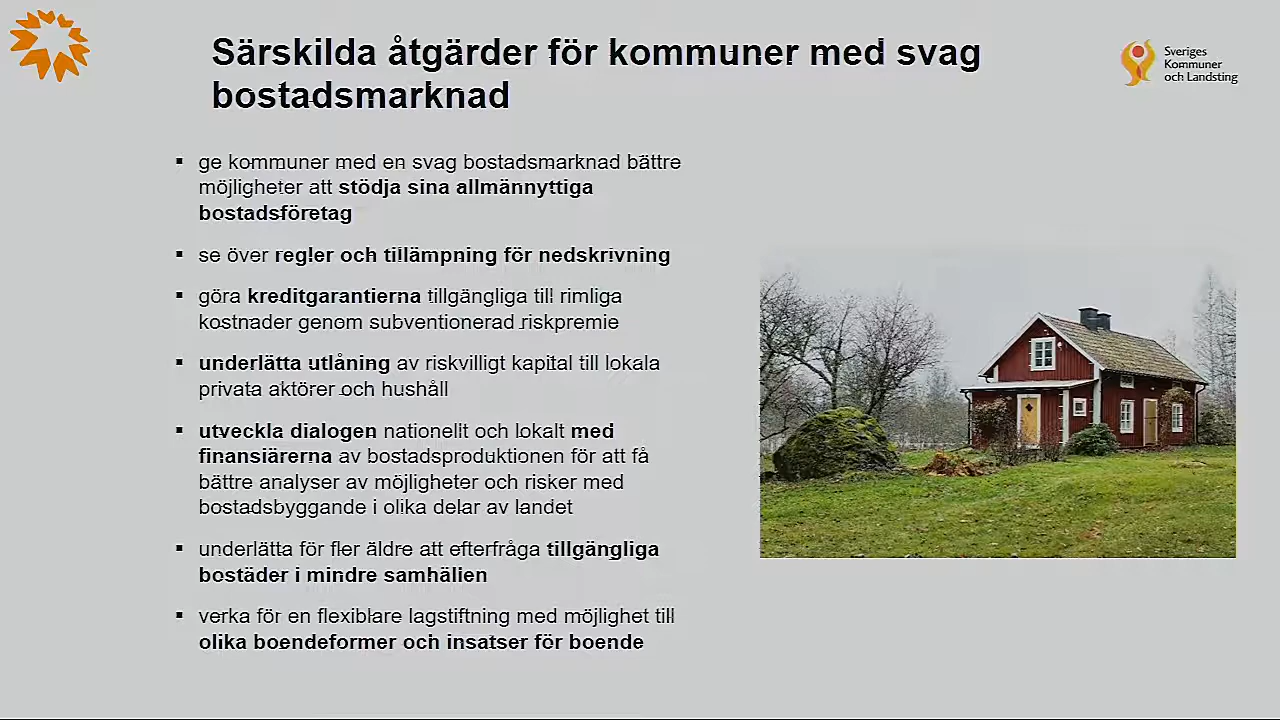 Särskilda åtgärder för kommuner med svag
bostadsmarknad
Sveriges
Kommuner
och Landsting
▪ ge kommuner med en svag bostadsmarknad bättre
möjligheter att stödja sina allmännyttiga
bostadsföretag
▪ se över regler och tillämpning för nedskrivning
▪ göra kreditgarantierna tillgängliga till rimliga
kostnader genom subventionerad riskpremie
▪ underlätta utlåning av riskvilligt kapital till lokala
privata aktörer och hushåll
▪ utveckla dialogen nationellt och lokalt med
finansiärerna av bostadsproduktionen för att få
bättre analyser av möjligheter och risker med
bostadsbyggande i olika delar av landet
▪ underlätta för fler äldre att efterfråga tillgängliga
bostäder i mindre samhällen
▪ verka för en flexiblare lagstiftning med möjlighet till
olika boendeformer och insatser för boende